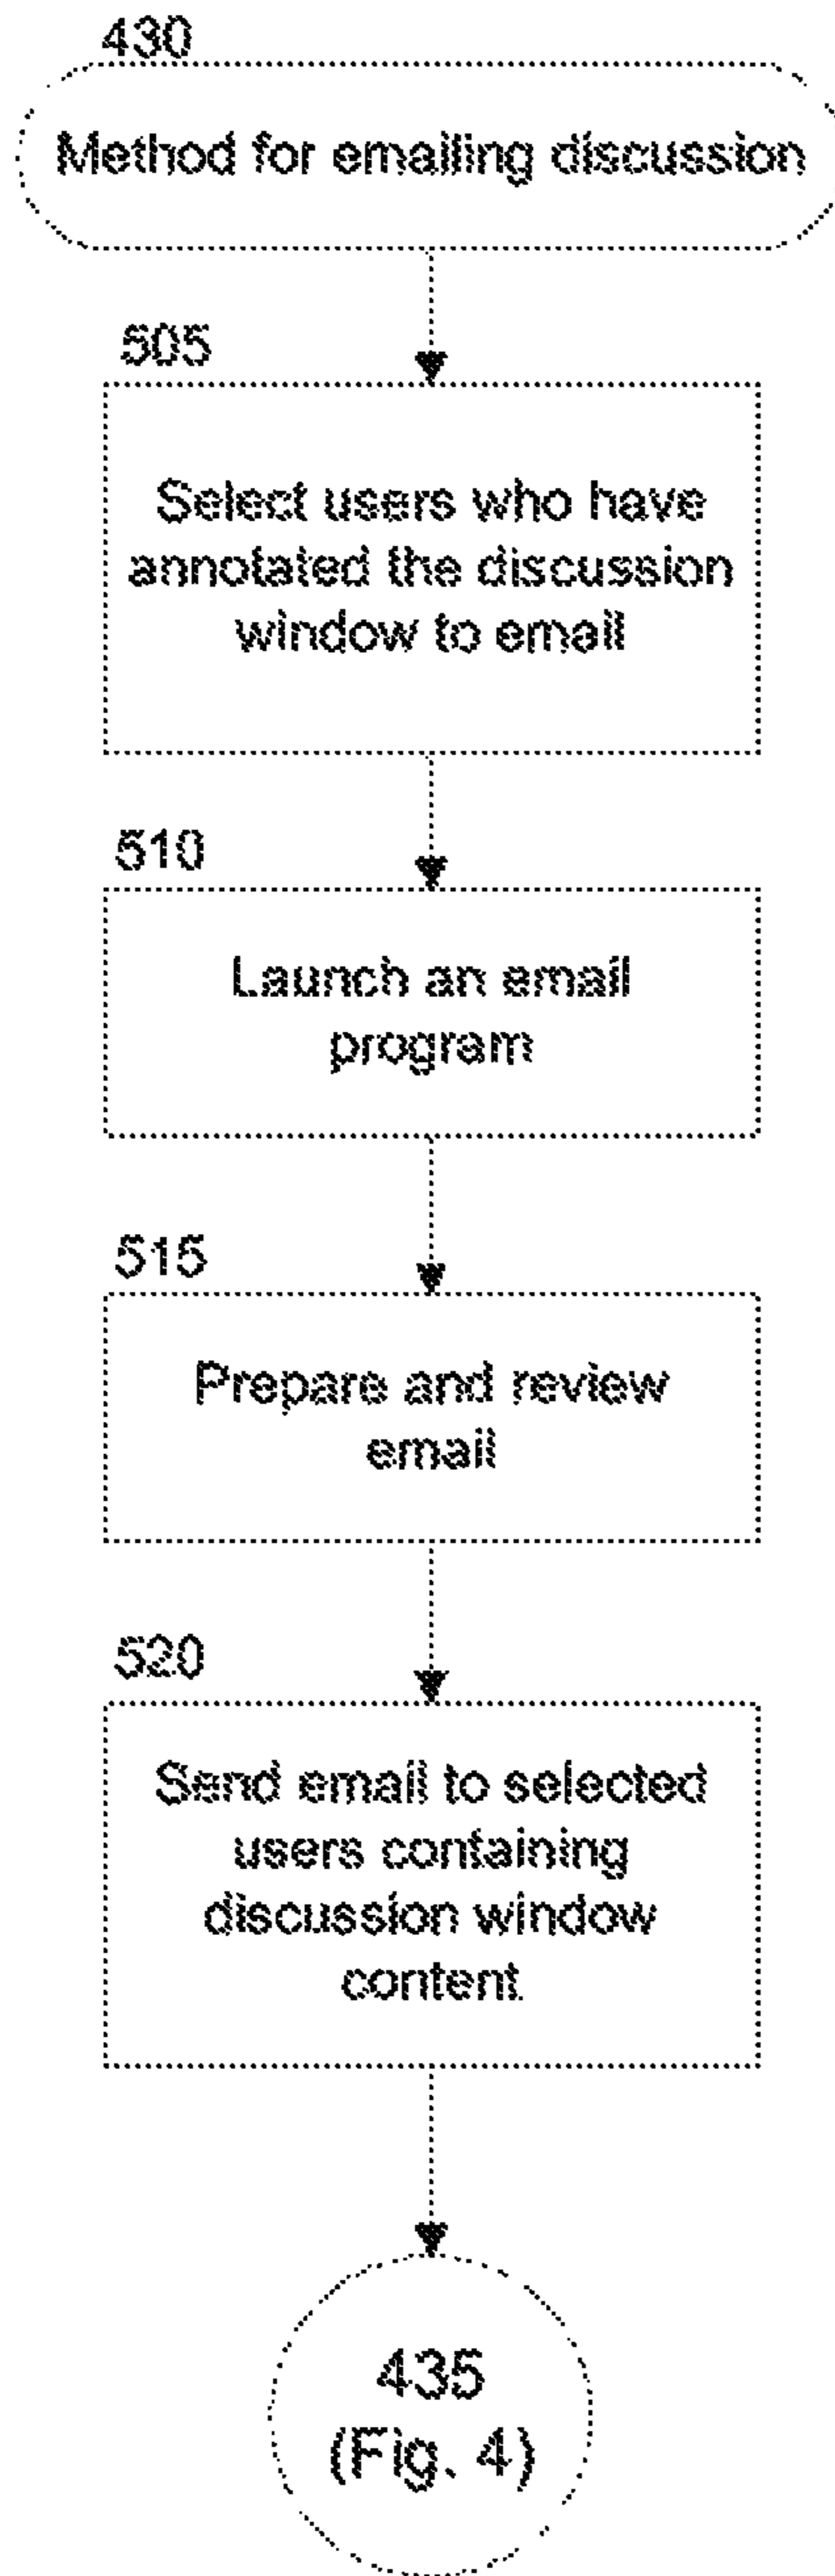 430
Method for emailing discussion
505
Select users who have
annotated the discussion
window to email
510
Launch an email
program
515
Prepare and review
email
520
Send email to selected
users containing
discussion window
content
435
(Fig. 4)